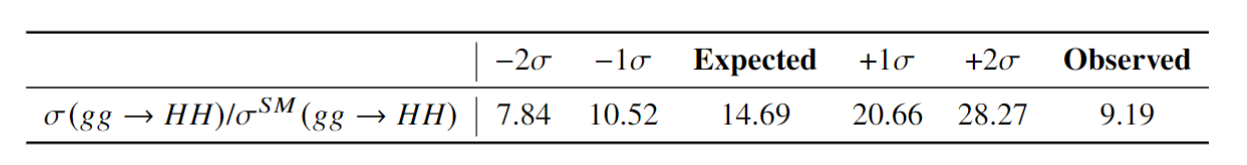 −2σ −1σ Expected +1σ +2σ Observed
σ(gg → HH)/σ^SM(gg → HH) 7.84 10.52 14.69 20.66 28.27 9.19